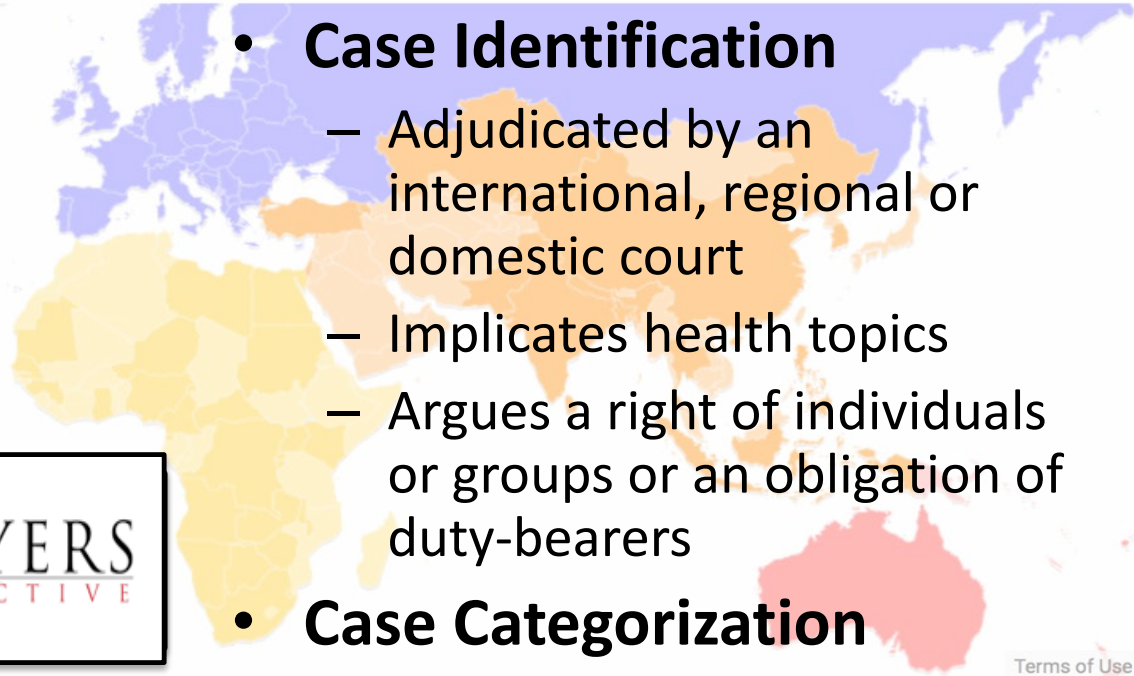 • Case Identification
– Adjudicated by an
international, regional or
domestic court
– Implicates health topics
– Argues a right of individuals
or groups or an obligation of
duty-bearers
YERS
CTIVE
• Case Categorization
Terms of Use